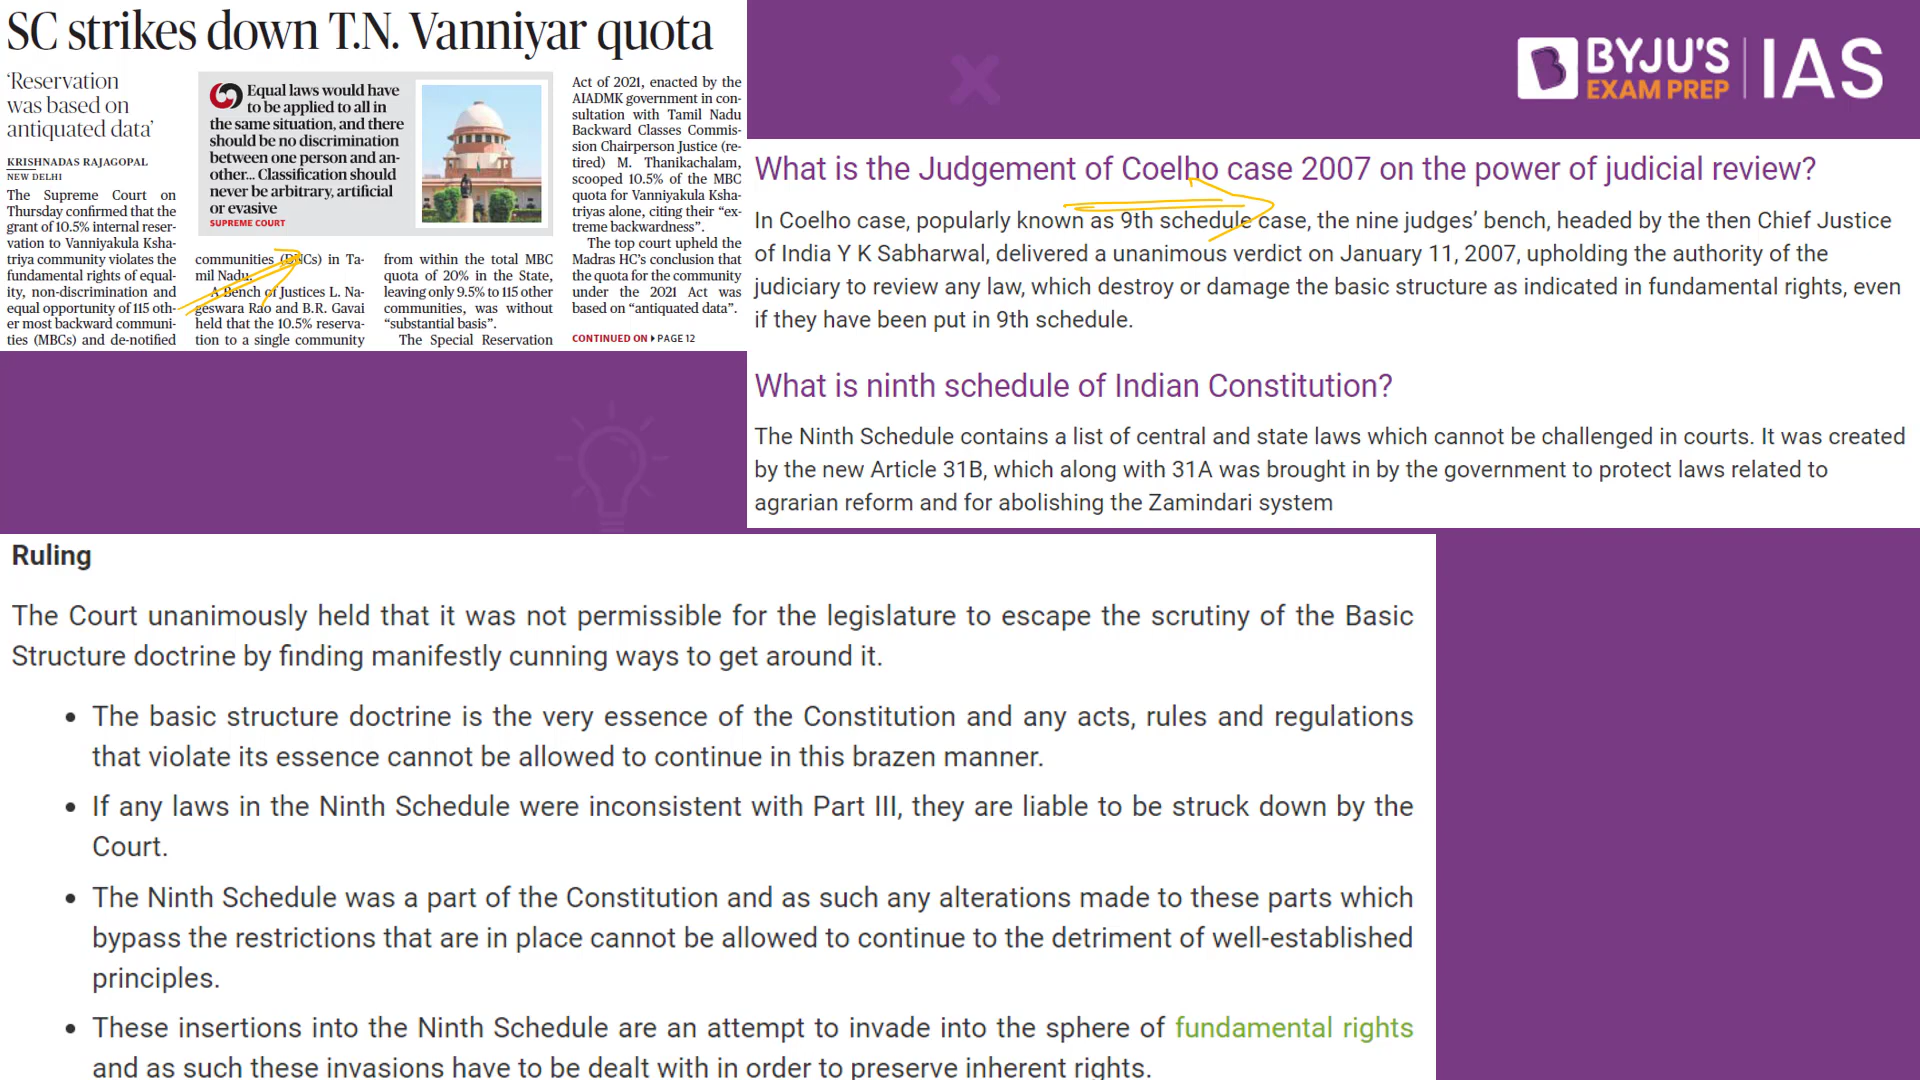 SC strikes down T.N. Vanniyar quota
‘Reservation
was based on
antiquated data’
KRISHNADAS RAJAGOPAL
NEW DELHI
The Supreme Court on
Thursday confirmed that the
grant of 10.5% internal reser-
vation to Vanniyakula Ksha-
triya community violates the
fundamental rights of equal-
ity, non-discrimination and
equal opportunity of 115 oth-
er most backward communi-
ties (MBCs) and de-notified
Equal laws would have
to be applied to all in
the same situation, and there
should be no discrimination
between one person and an-
other... Classification should
never be arbitrary, artificial
or evasive
SUPREME COURT
communities (DNCs) in Ta-
mil Nadu.
A Bench of Justices L. Na-
geswara Rao and B.R. Gavai
held that the 10.5% reserva-
tion to a single community
from within the total MBC
quota of 20% in the State,
leaving only 9.5% to 115 other
communities, was without
“substantial basis”.
The Special Reservation
Act of 2021, enacted by the
AIADMK government in con-
sultation with Tamil Nadu
Backward Classes Commis-
sion Chairperson Justice (re-
tired) M. Thanikachalam,
scooped 10.5% of the MBC
quota for Vanniyakula Ksha-
triyas alone, citing their “ex-
treme backwardness”.
The top court upheld the
Madras HC’s conclusion that
the quota for the community
under the 2021 Act was
based on “antiquated data”.
CONTINUED ON PAGE 12
BYJU'S
EXAM PREP
IAS
What is the Judgement of Coelho case 2007 on the power of judicial review?
In Coelho case, popularly known as 9th schedule case, the nine judges’ bench, headed by the then Chief Justice
of India Y K Sabharwal, delivered a unanimous verdict on January 11, 2007, upholding the authority of the
judiciary to review any law, which destroy or damage the basic structure as indicated in fundamental rights, even
if they have been put in 9th schedule.
What is ninth schedule of Indian Constitution?
The Ninth Schedule contains a list of central and state laws which cannot be challenged in courts. It was created
by the new Article 31B, which along with 31A was brought in by the government to protect laws related to
agrarian reform and for abolishing the Zamindari system
Ruling
The Court unanimously held that it was not permissible for the legislature to escape the scrutiny of the Basic
Structure doctrine by finding manifestly cunning ways to get around it.
• The basic structure doctrine is the very essence of the Constitution and any acts, rules and regulations
that violate its essence cannot be allowed to continue in this brazen manner.
• If any laws in the Ninth Schedule were inconsistent with Part III, they are liable to be struck down by the
Court.
• The Ninth Schedule was a part of the Constitution and as such any alterations made to these parts which
bypass the restrictions that are in place cannot be allowed to continue to the detriment of well-established
principles.
• These insertions into the Ninth Schedule are an attempt to invade into the sphere of fundamental rights
and as such these invasions have to be dealt with in order to preserve inherent rights.